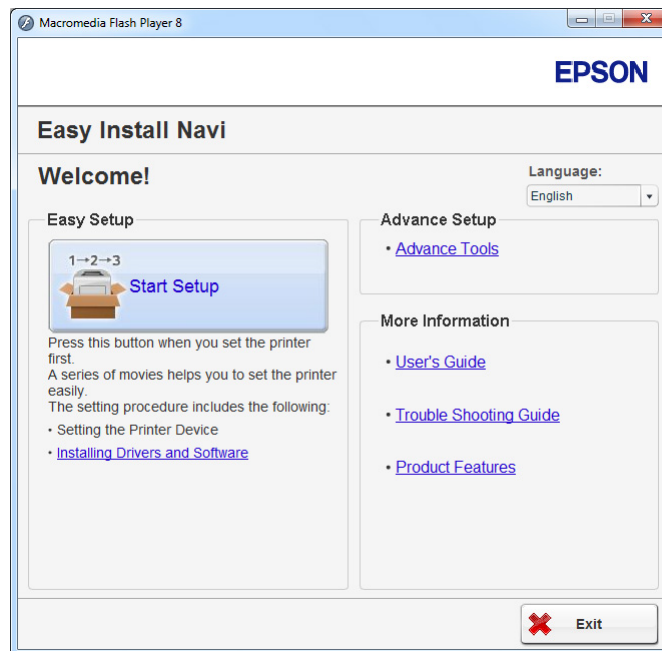 Macromedia Flash Player 8
EPSON
Easy Install Navi
Welcome!
Language:
English
Easy Setup
1→2→3
Start Setup
Press this button when you set the printer
first.
A series of movies helps you to set the printer
easily.
The setting procedure includes the following:
• Setting the Printer Device
• Installing Drivers and Software
Advance Setup
• Advance Tools
More Information
• User's Guide
• Trouble Shooting Guide
• Product Features
Exit